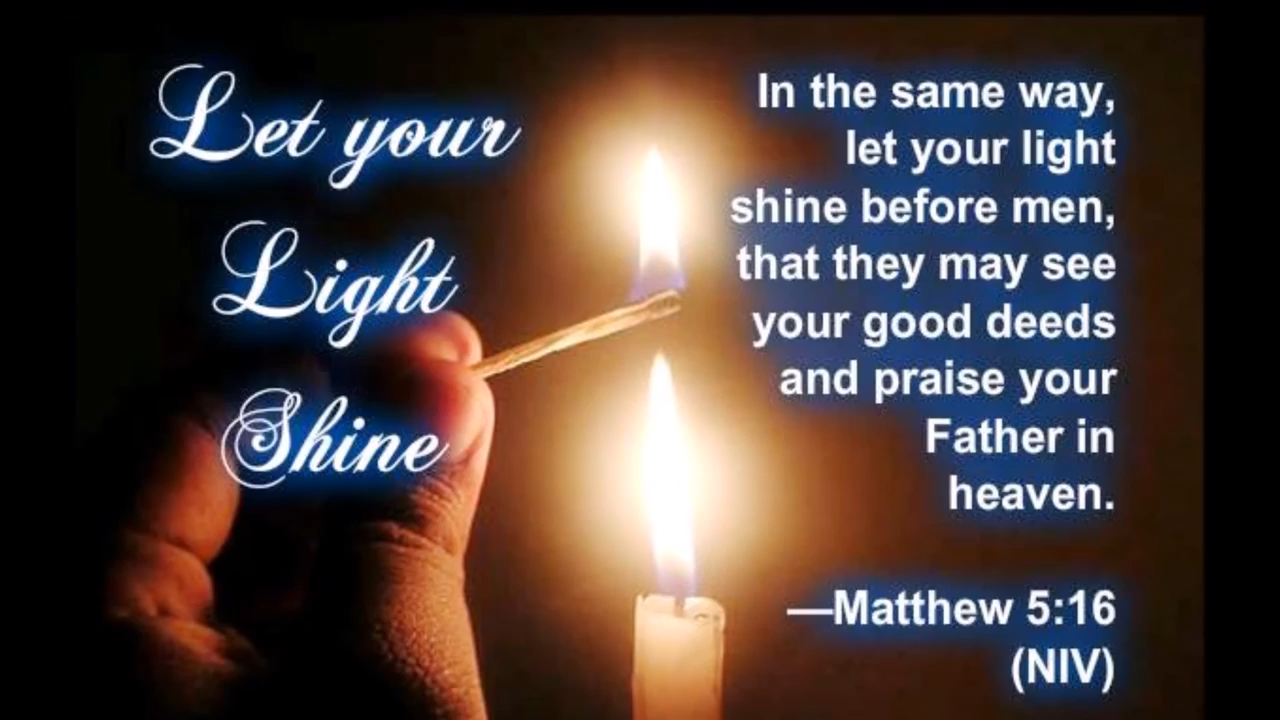 Let your
Light
Shine
In the same way,
let your light
shine before men,
that they may see
your good deeds
and praise your
Father in
heaven.
—Matthew 5:16
(NIV)